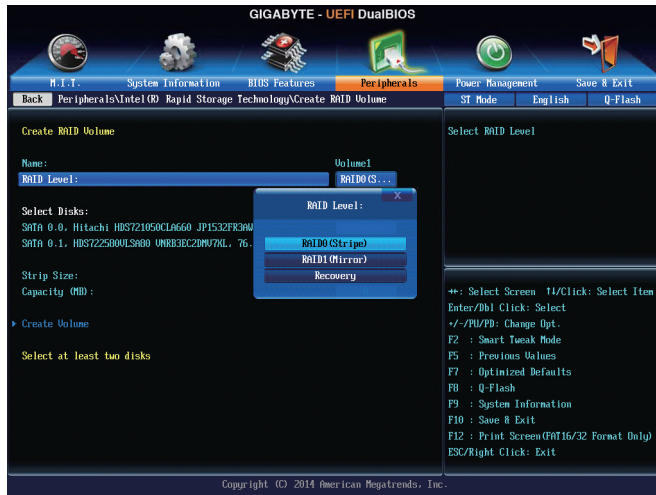 GIGABYTE - UEFI DualBIOS
M.I.T. System Information BIOS Features Peripherals Power Management Save & Exit
Back Peripherals\Intel(R) Rapid Storage Technology\Create RAID Volume ST Mode English Q-Flash
Create RAID Volume
Name: Volume1
RAID Level: RAID0(S...
Select Disks:
SATA 0.0, Hitachi HDS721050CLA660 JP1532FR3AW
SATA 0.1, HDS722580VLSA80 VNRB3EC2DMV7KL, 76.
Strip Size:
Capacity (MB):
Create Volume
Select at least two disks
X
RAID Level:
RAID0(Stripe)
RAID1(Mirror)
Recovery
Select RAID Level
↔: Select Screen ↑↓/Click: Select Item
Enter/Dbl Click: Select
+/-/PU/PD: Change Opt.
F2 : Smart Tweak Mode
F5 : Previous Values
F7 : Optimized Defaults
F8 : Q-Flash
F9 : System Information
F10 : Save & Exit
F12 : Print Screen(FAT16/32 Format Only)
ESC/Right Click: Exit
Copyright (C) 2014 American Megatrends, Inc.